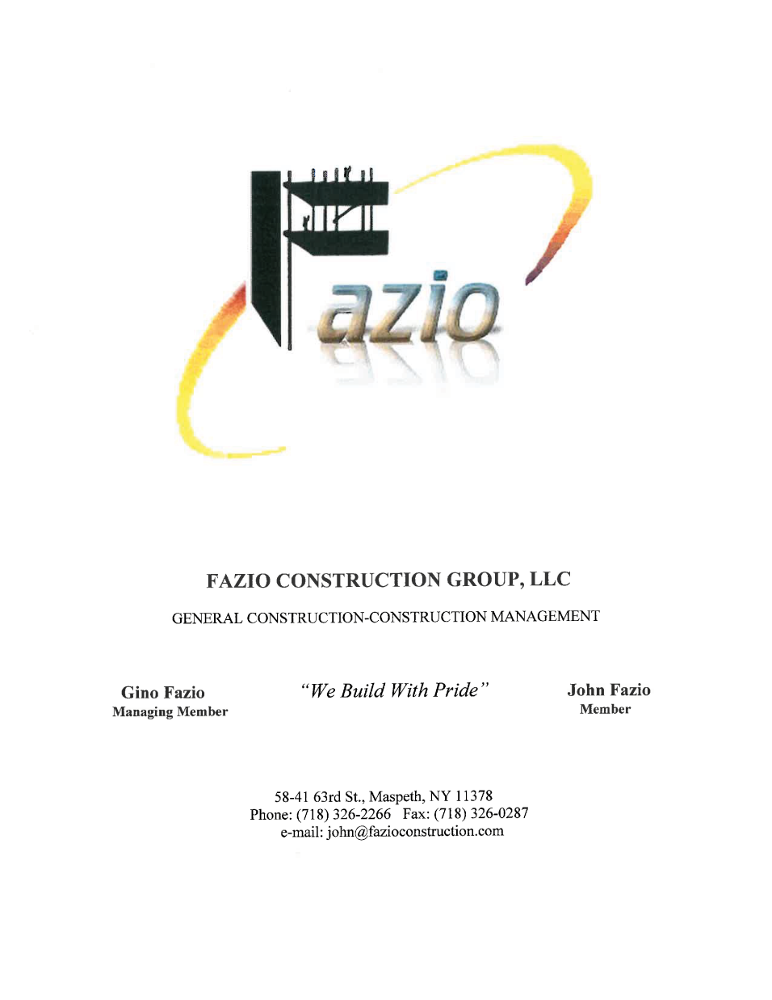 Fazio
FAZIO CONSTRUCTION GROUP, LLC
GENERAL CONSTRUCTION-CONSTRUCTION MANAGEMENT
Gino Fazio
Managing Member
"We Build With Pride"
John Fazio
Member
58-41 63rd St., Maspeth, NY 11378
Phone: (718) 326-2266 Fax: (718) 326-0287
e-mail: john@fazioconstruction.com